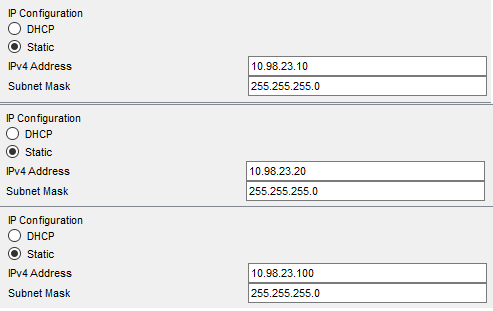 IP Configuration
DHCP
Static
IPv4 Address 10.98.23.10
Subnet Mask 255.255.255.0
IP Configuration
DHCP
Static
IPv4 Address 10.98.23.20
Subnet Mask 255.255.255.0
IP Configuration
DHCP
Static
IPv4 Address 10.98.23.100
Subnet Mask 255.255.255.0